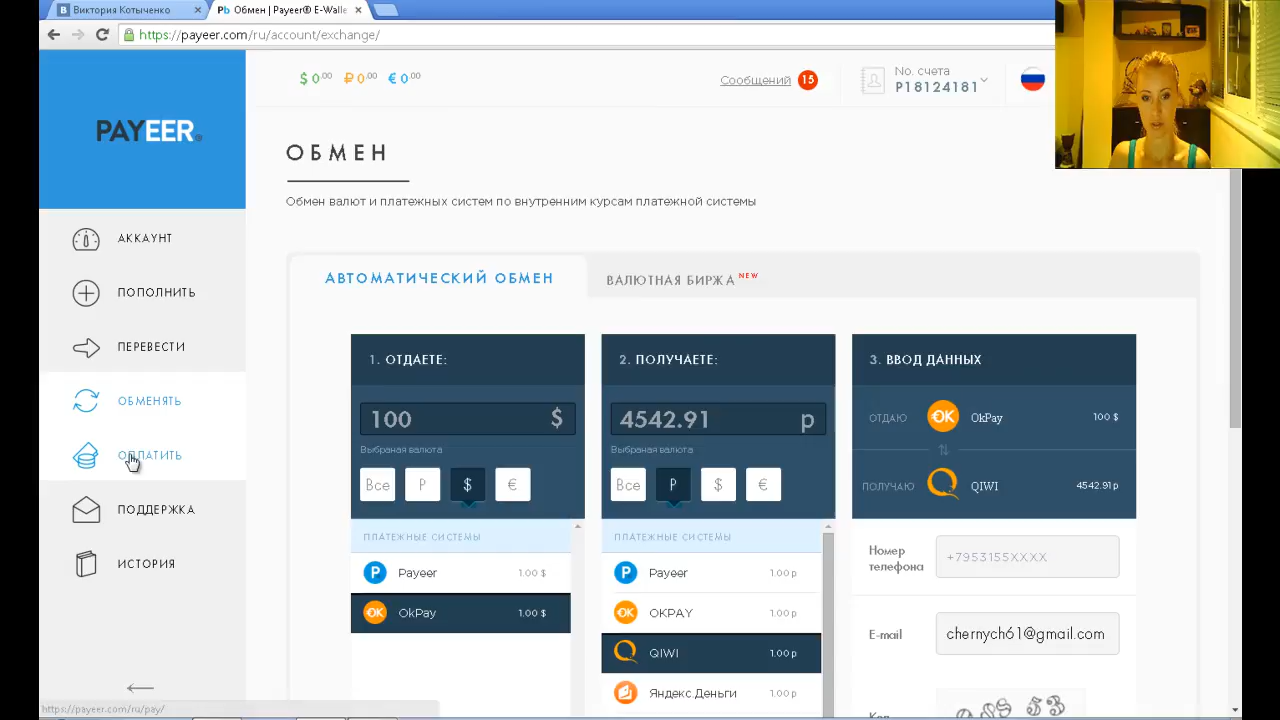 Виктория Котыченко
Обмен | Payeer® E-Walle
https://payeer.com/ru/account/exchange/
$ 0.00 ₽ 0.00 € 0.00
Сообщений 15
No. счета
P18124181
PAYEER®
ОБМЕН
Обмен валют и платежных систем по внутренним курсам платежной системы
АККАУНТ
ПОПОЛНИТЬ
ПЕРЕВЕСТИ
ОБМЕНЯТЬ
ОПЛАТИТЬ
ПОДДЕРЖКА
ИСТОРИЯ
АВТОМАТИЧЕСКИЙ ОБМЕН
ВАЛЮТНАЯ БИРЖА NEW
1. ОТДАЕТЕ:
100 $
Выбраная валюта
Все Р $ €
ПЛАТЕЖНЫЕ СИСТЕМЫ
Payeer 1.00 $
OkPay 1.00 $
2. ПОЛУЧАЕТЕ:
4542.91 р
Выбраная валюта
Все Р $ €
ПЛАТЕЖНЫЕ СИСТЕМЫ
Payeer 1.00 р
OKPAY 1.00 р
QIWI 1.00 р
Яндекс.Деньги 1.00 р
3. ВВОД ДАННЫХ
ОТДАЮ OkPay 100 $
ПОЛУЧАЮ QIWI 4542.91 р
Номер
телефона
+7953155XXXX
E-mail
chernych61@gmail.com
https://payeer.com/ru/pay/